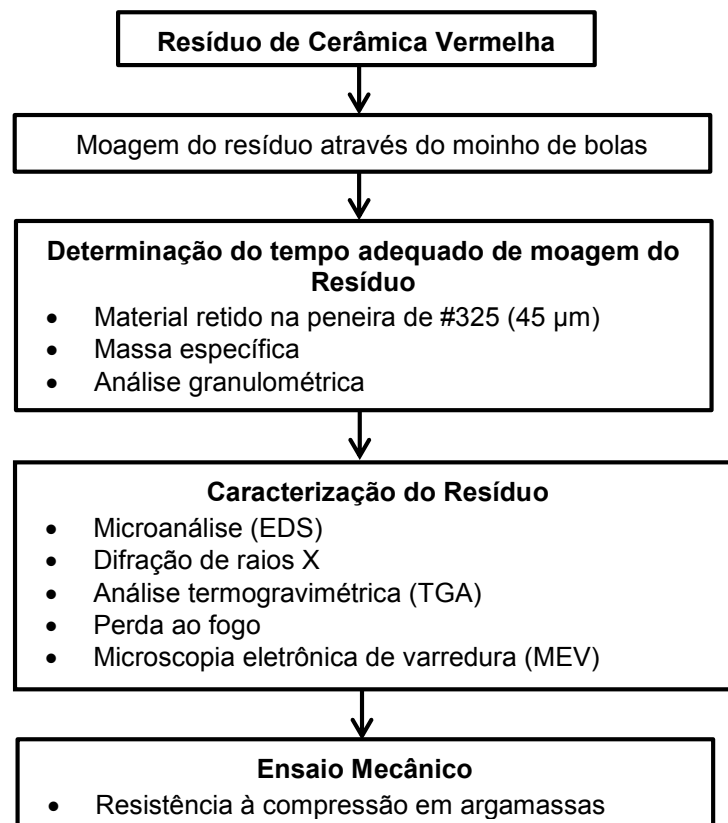 Resíduo de Cerâmica Vermelha
Moagem do resíduo através do moinho de bolas
Determinação do tempo adequado de moagem do
Resíduo
• Material retido na peneira de #325 (45 µm)
• Massa específica
• Análise granulométrica
Caracterização do Resíduo
• Microanálise (EDS)
• Difração de raios X
• Análise termogravimétrica (TGA)
• Perda ao fogo
• Microscopia eletrônica de varredura (MEV)
Ensaio Mecânico
• Resistência à compressão em argamassas